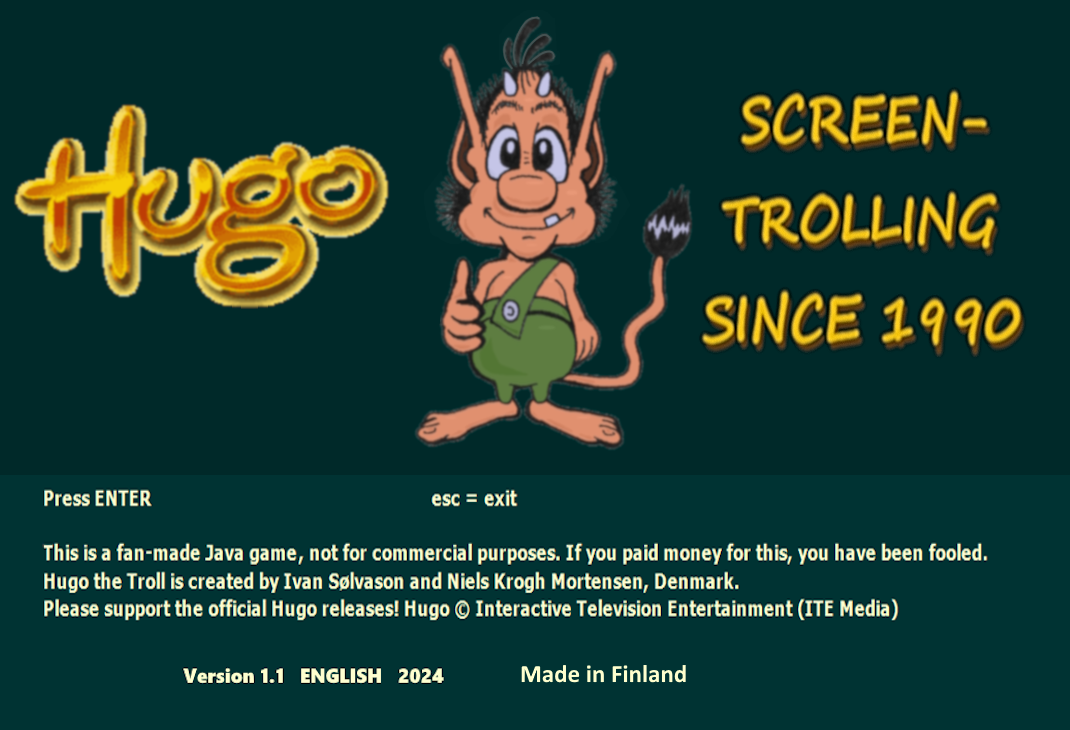 Hugo
SCREEN-
TROLLING
SINCE 1990
Press ENTER esc = exit
This is a fan-made Java game, not for commercial purposes. If you paid money for this, you have been fooled.
Hugo the Troll is created by Ivan Sølvason and Niels Krogh Mortensen, Denmark.
Please support the official Hugo releases! Hugo © Interactive Television Entertainment (ITE Media)
Version 1.1 ENGLISH 2024 Made in Finland